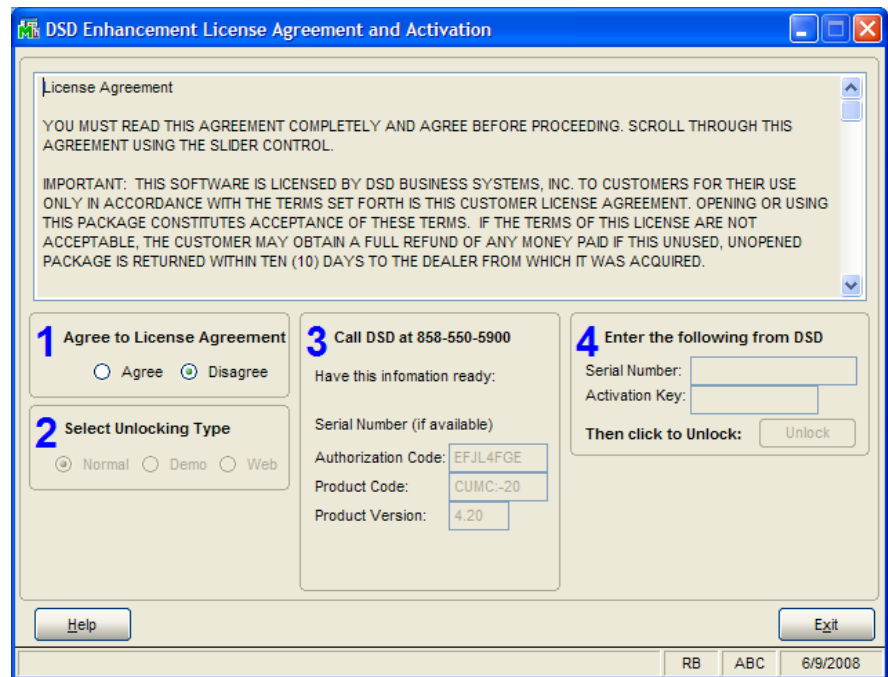 DSD Enhancement License Agreement and Activation
License Agreement
YOU MUST READ THIS AGREEMENT COMPLETELY AND AGREE BEFORE PROCEEDING. SCROLL THROUGH THIS
AGREEMENT USING THE SLIDER CONTROL.
IMPORTANT: THIS SOFTWARE IS LICENSED BY DSD BUSINESS SYSTEMS, INC. TO CUSTOMERS FOR THEIR USE
ONLY IN ACCORDANCE WITH THE TERMS SET FORTH IS THIS CUSTOMER LICENSE AGREEMENT. OPENING OR USING
THIS PACKAGE CONSTITUTES ACCEPTANCE OF THESE TERMS. IF THE TERMS OF THIS LICENSE ARE NOT
ACCEPTABLE, THE CUSTOMER MAY OBTAIN A FULL REFUND OF ANY MONEY PAID IF THIS UNUSED, UNOPENED
PACKAGE IS RETURNED WITHIN TEN (10) DAYS TO THE DEALER FROM WHICH IT WAS ACQUIRED.
1 Agree to License Agreement
Agree Disagree
2 Select Unlocking Type
Normal Demo Web
3 Call DSD at 858-550-5900
Have this infomation ready:
Serial Number (if available)
Authorization Code: EFJL4FGE
Product Code: CUMC:-20
Product Version: 4.20
4 Enter the following from DSD
Serial Number:
Activation Key:
Then click to Unlock: Unlock
Help Exit
RB ABC 6/9/2008